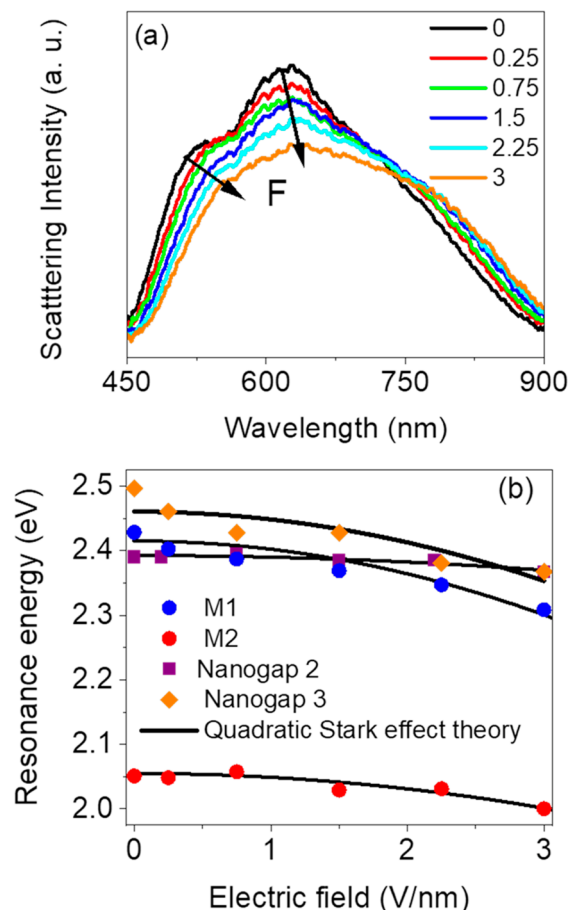 (a)
0
0.25
0.75
1.5
2.25
3
F
Scatttering Intensity (a. u.)
450 600 750 900
Wavelength (nm)
(b)
2.5
2.4
2.3
2.2
2.1
2.0
M1
M2
Nanogap 2
Nanogap 3
Quadratic Stark effect theory
Resonance energy (eV)
0 1 2 3
Electric field (V/nm)